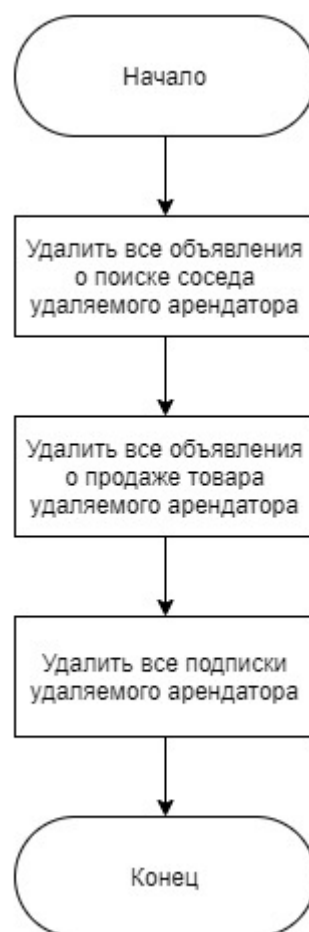 Начало
Удалить все объявления
о поиске соседа
удаляемого арендатора
Удалить все объявления
о продаже товара
удаляемого арендатора
Удалить все подписки
удаляемого арендатора
Конец